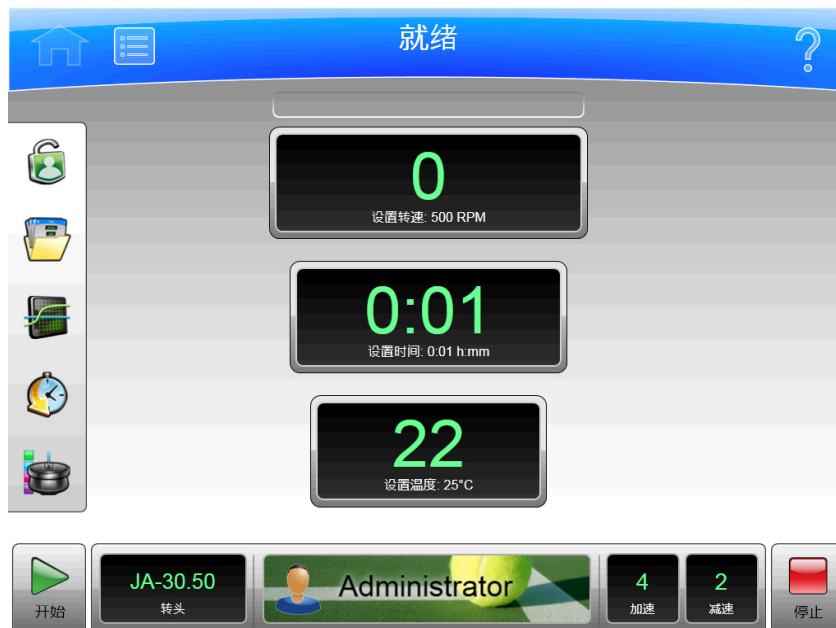 就绪
?
0
设置转速: 500 RPM
0:01
设置时间: 0:01 h:mm
22
设置温度: 25°C
开始
JA-30.50
转头
Administrator
4
加速
2
减速
停止